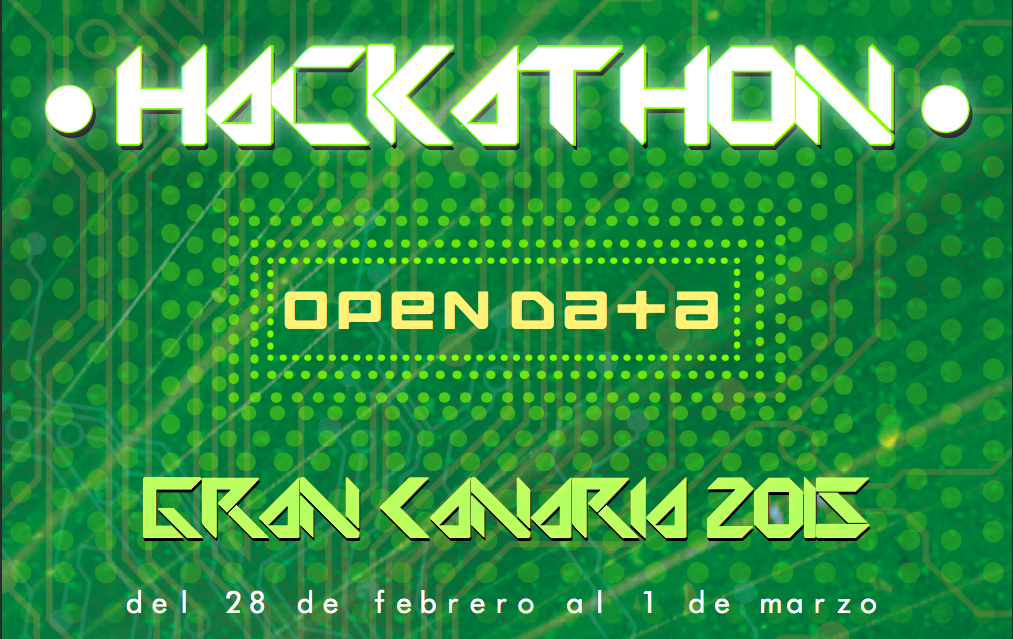 •HACKATHON•
OPEN Data
GRAN CANARIA 2015
del 28 de febrero al 1 de marzo